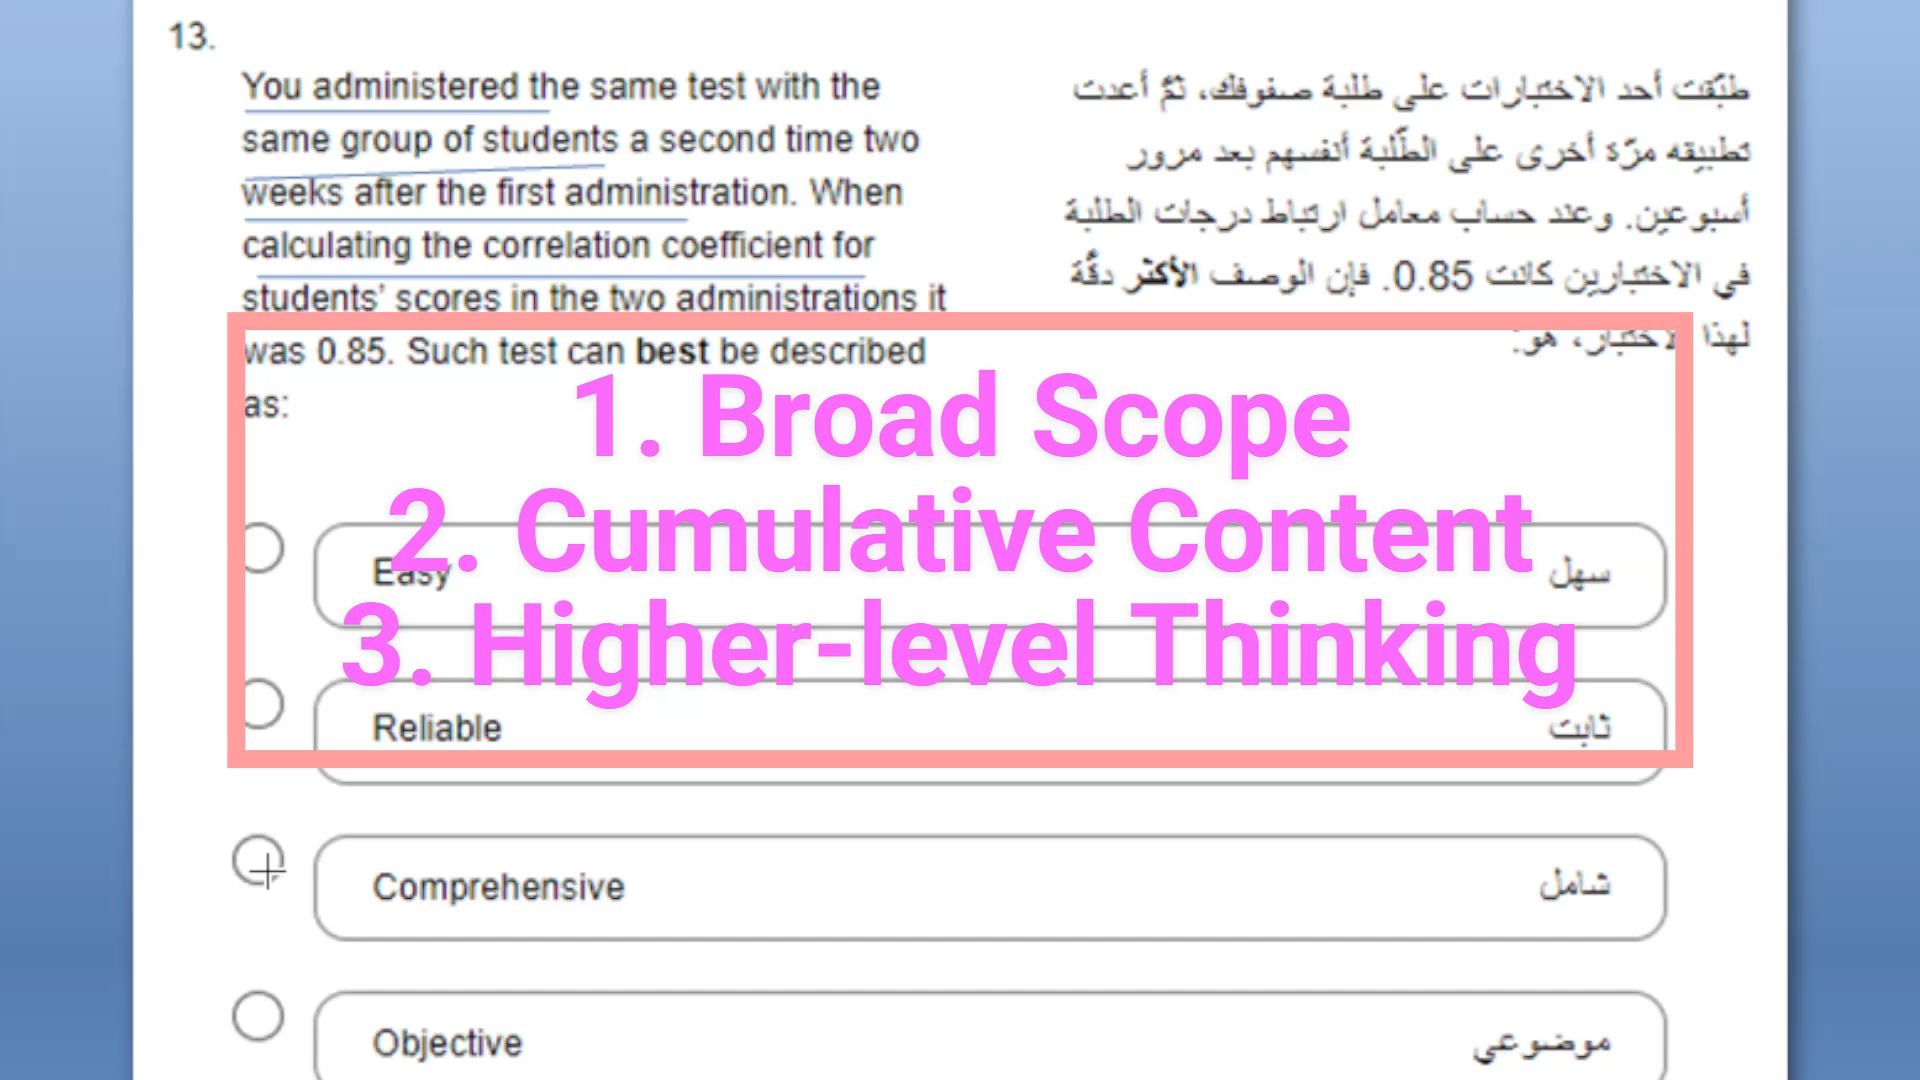 13.
You administered the same test with the
same group of students a second time two
weeks after the first administration. When
calculating the correlation coefficient for
students' scores in the two administrations it
was 0.85. Such test can best be described
as:
طبّقت أحد الاختبارات على طلبة صفوفك، ثمّ أعدت
تطبيقه مرّة أخرى على الطّلبة أنفسهم بعد مرور
أسبوعين. وعند حساب معامل ارتباط درجات الطلبة
في الاختبارين كانت 0.85. فإن الوصف الأكثر دقّة
لهذا الاختبار، هو:
1. Broad Scope
2. Cumulative Content
3. Higher-level Thinking
Easy سهل
Reliable ثابت
Comprehensive شامل
Objective موضوعي